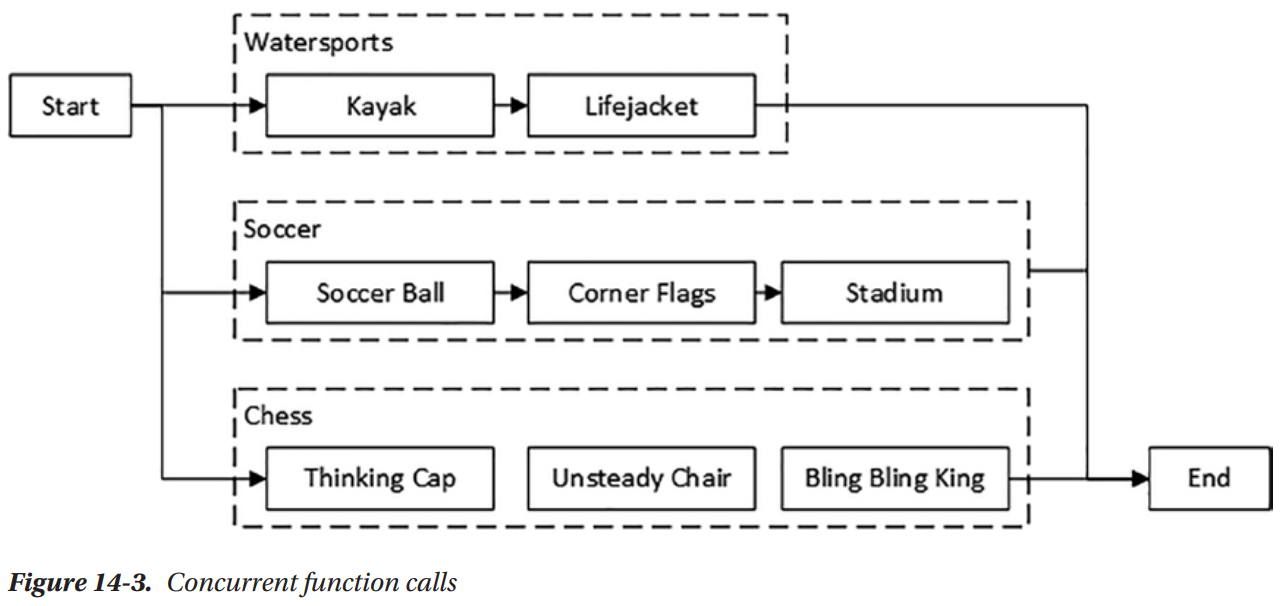 Watersports
Start
Kayak
Lifejacket
Soccer
Soccer Ball
Corner Flags
Stadium
Chess
Thinking Cap
Unsteady Chair
Bling Bling King
End
Figure 14-3. Concurrent function calls